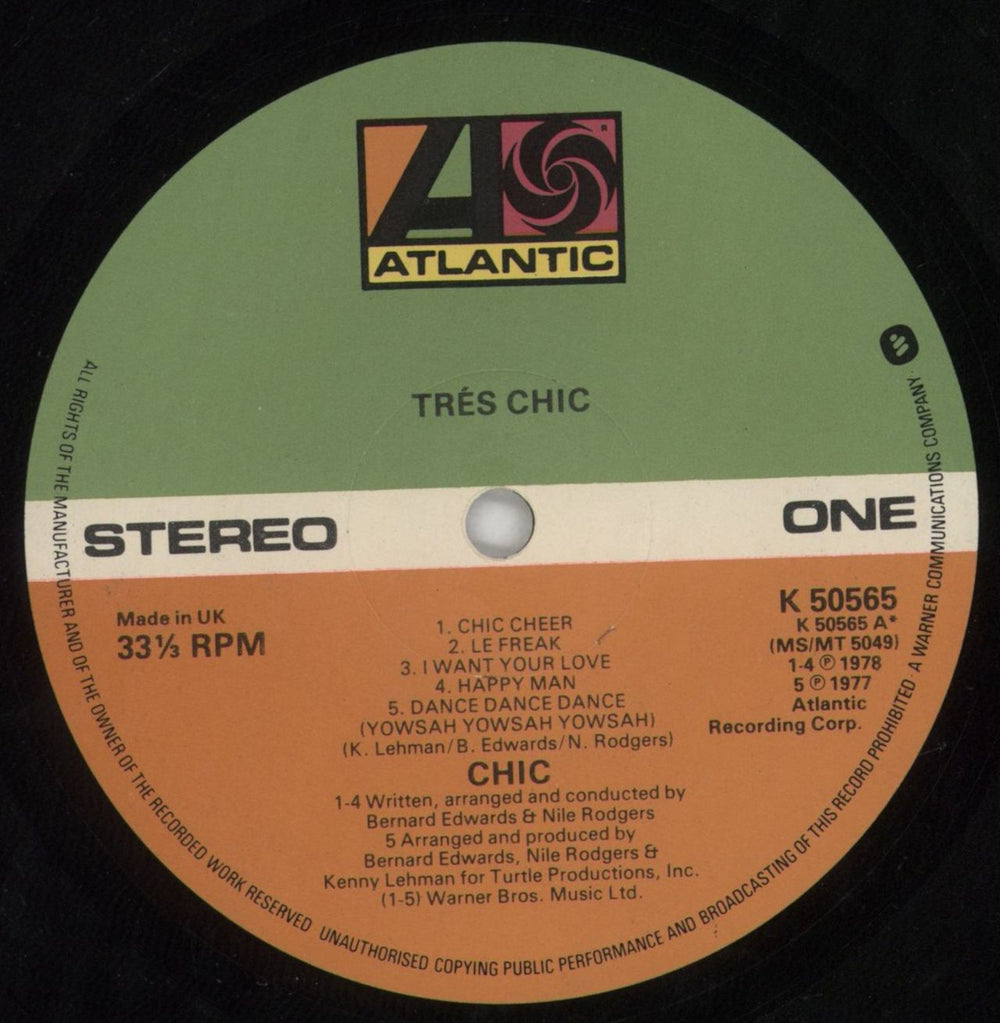 ATLANTIC
R
TRÉS CHIC
STEREO
ONE
Made in UK
33⅓ RPM
K 50565
K 50565 A*
(MS/MT 5049)
1-4 ℗ 1978
5 ℗ 1977
Atlantic
Recording Corp.
1. CHIC CHEER
2. LE FREAK
3. I WANT YOUR LOVE
4. HAPPY MAN
5. DANCE DANCE DANCE
(YOWSAH YOWSAH YOWSAH)
(K. Lehman/B. Edwards/N. Rodgers)
CHIC
1-4 Written, arranged and conducted by
Bernard Edwards & Nile Rodgers
5 Arranged and produced by
Bernard Edwards, Nile Rodgers &
Kenny Lehman for Turtle Productions, Inc.
(1-5) Warner Bros. Music Ltd.
ALL RIGHTS OF THE MANUFACTURER AND OF THE OWNER OF THE RECORDED WORK RESERVED UNAUTHORISED COPYING PUBLIC PERFORMANCE AND BROADCASTING OF THIS RECORD PROHIBITED · A WARNER COMMUNICATIONS COMPANY ·